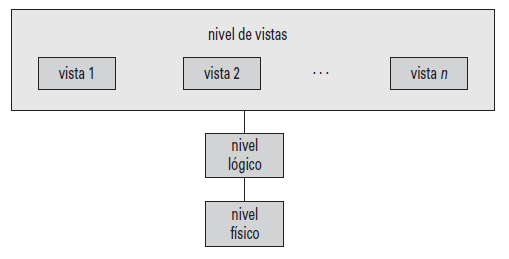 nivel de vistas
vista 1
vista 2
...
vista n
nivel
lógico
nivel
físico